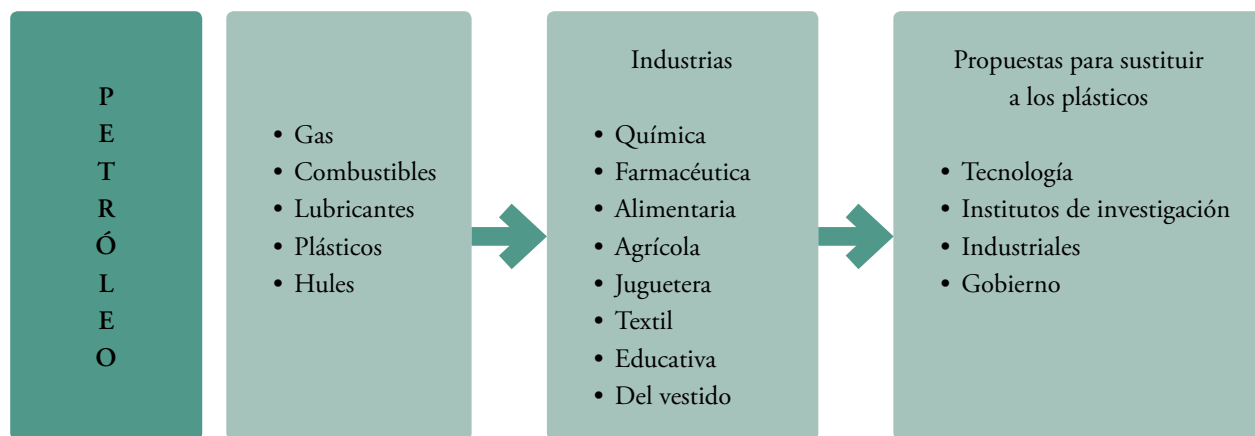 P
E
T
R
Ó
L
E
O
• Gas
• Combustibles
• Lubricantes
• Plásticos
• Hules
Industrias
• Química
• Farmacéutica
• Alimentaria
• Agrícola
• Juguetera
• Textil
• Educativa
• Del vestido
Propuestas para sustituir
a los plásticos
• Tecnología
• Institutos de investigación
• Industriales
• Gobierno